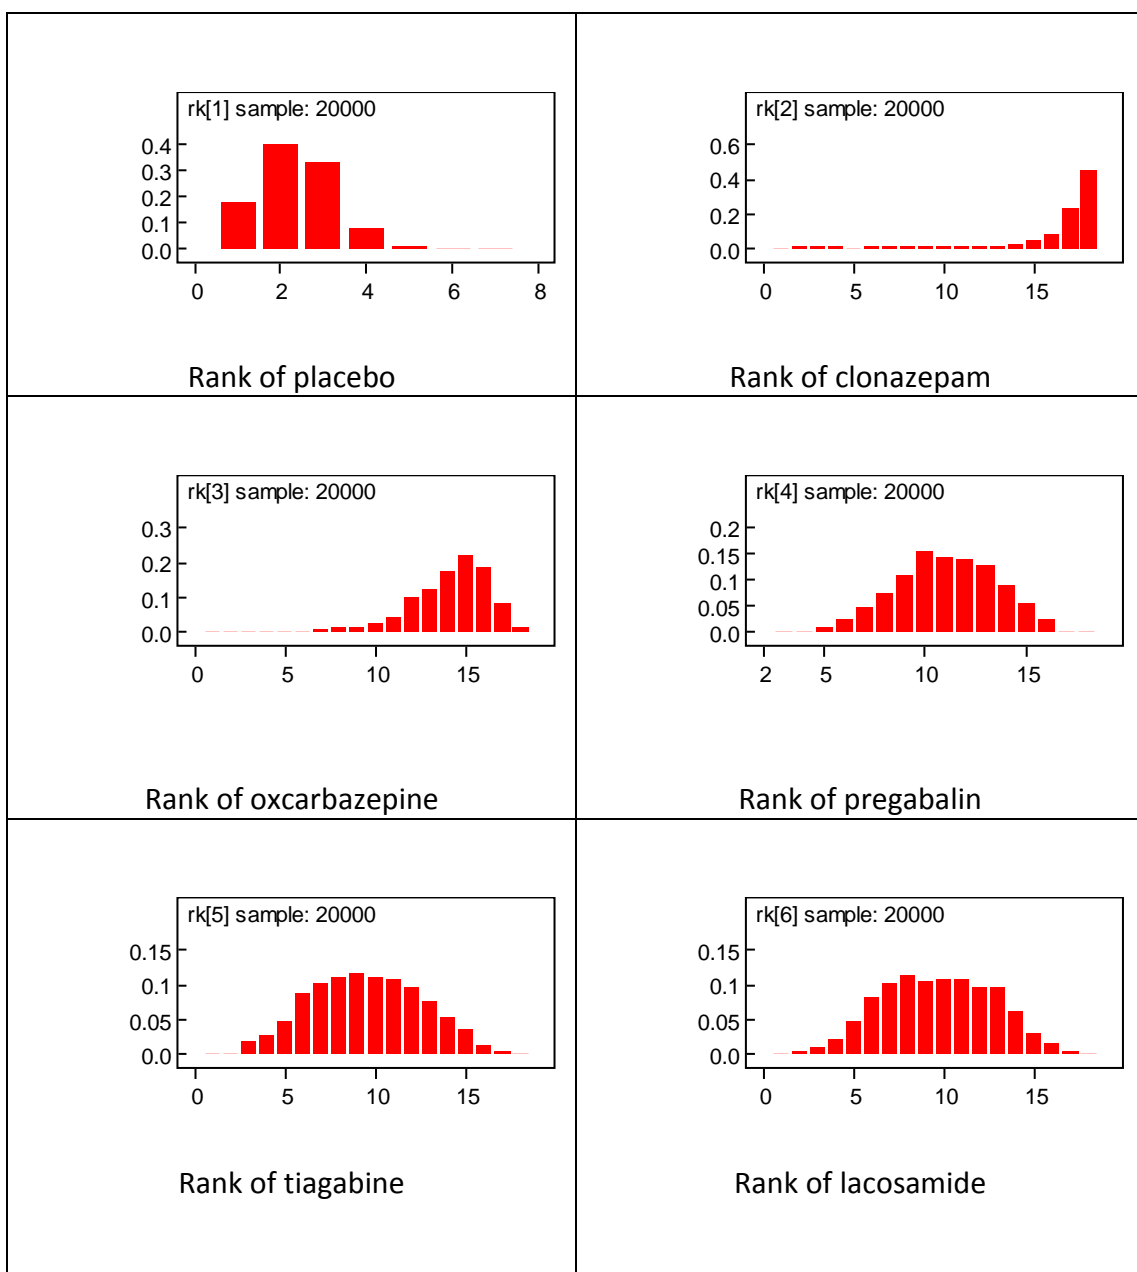 rk[1] sample: 20000
0.4
0.3
0.2
0.1
0.0
0 2 4 6 8
Rank of placebo
rk[2] sample: 20000
0.6
0.4
0.2
0.0
0 5 10 15
Rank of clonazepam
rk[3] sample: 20000
0.3
0.2
0.1
0.0
0 5 10 15
Rank of oxcarbazepine
rk[4] sample: 20000
0.2
0.15
0.1
0.05
0.0
2 5 10 15
Rank of pregabalin
rk[5] sample: 20000
0.15
0.1
0.05
0.0
0 5 10 15
Rank of tiagabine
rk[6] sample: 20000
0.15
0.1
0.05
0.0
0 5 10 15
Rank of lacosamide